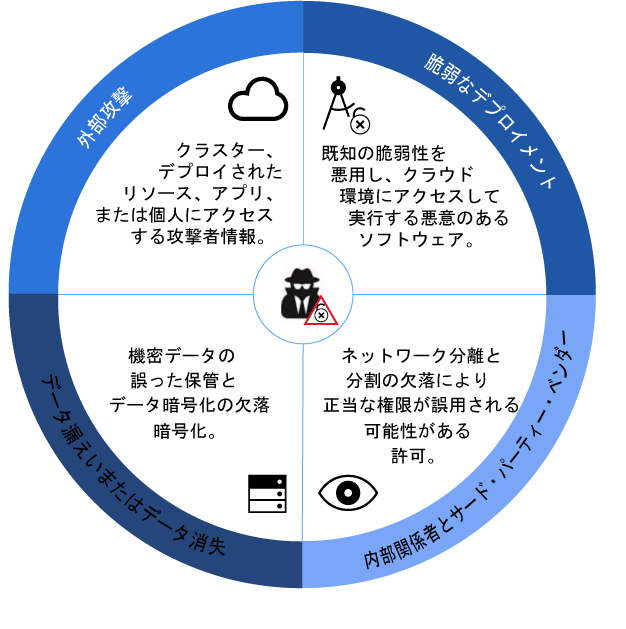 外部攻撃
クラスター、
デプロイされた
リソース、アプリ、
または個人にアクセス
する攻撃者情報。
脆弱なデプロイメント
既知の脆弱性を
悪用し、クラウド
環境にアクセスして
実行する悪意のある
ソフトウェア。
機密データの
誤った保管と
データ暗号化の欠落
暗号化。
データ漏えいまたはデータ消失
ネットワーク分離と
分割の欠落により
正当な権限が誤用される
可能性がある
許可。
内部関係者とサード・パーティー・ベンダー